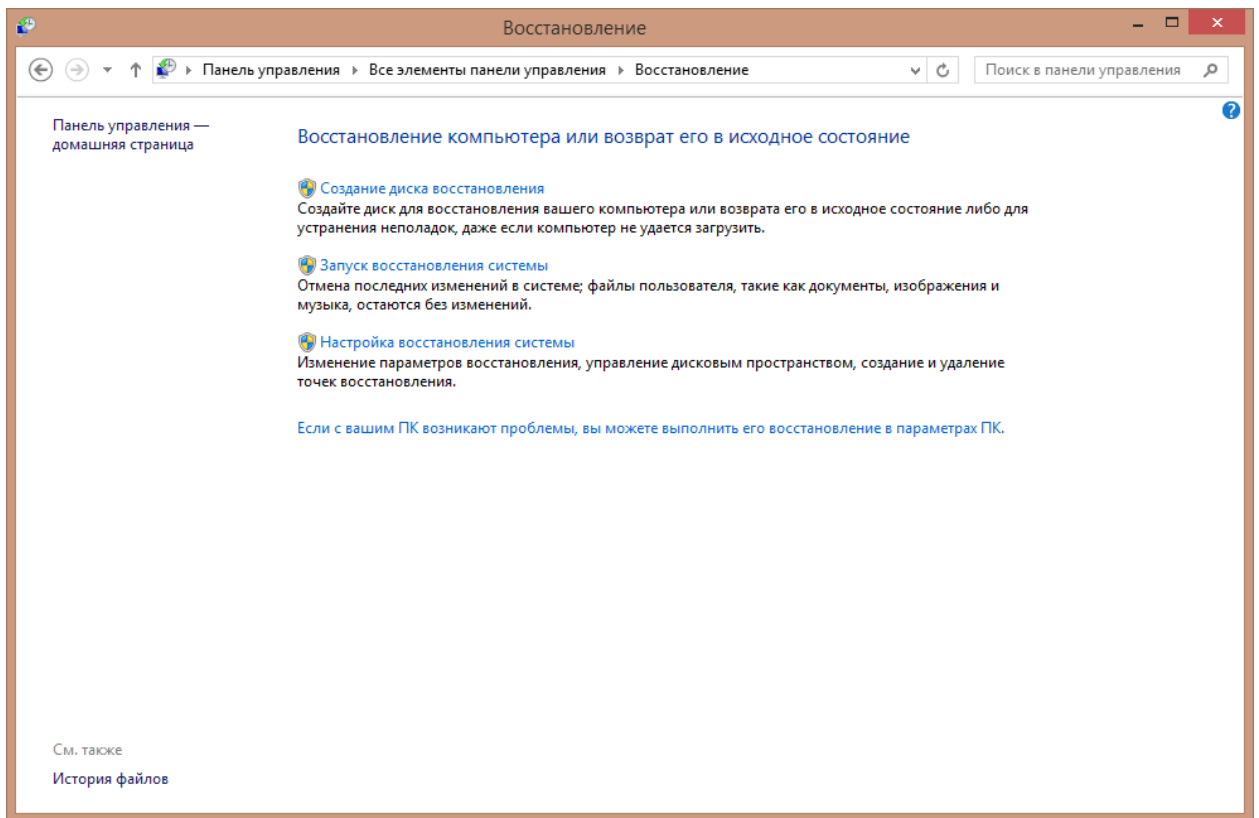 Восстановление
Панель управления Все элементы панели управления Восстановление
Поиск в панели управления
Панель управления —
домашняя страница
Восстановление компьютера или возврат его в исходное состояние
Создание диска восстановления
Создайте диск для восстановления вашего компьютера или возврата его в исходное состояние либо для
устранения неполадок, даже если компьютер не удается загрузить.
Запуск восстановления системы
Отмена последних изменений в системе; файлы пользователя, такие как документы, изображения и
музыка, остаются без изменений.
Настройка восстановления системы
Изменение параметров восстановления, управление дисковым пространством, создание и удаление
точек восстановления.
Если с вашим ПК возникают проблемы, вы можете выполнить его восстановление в параметрах ПК.
См. также
История файлов